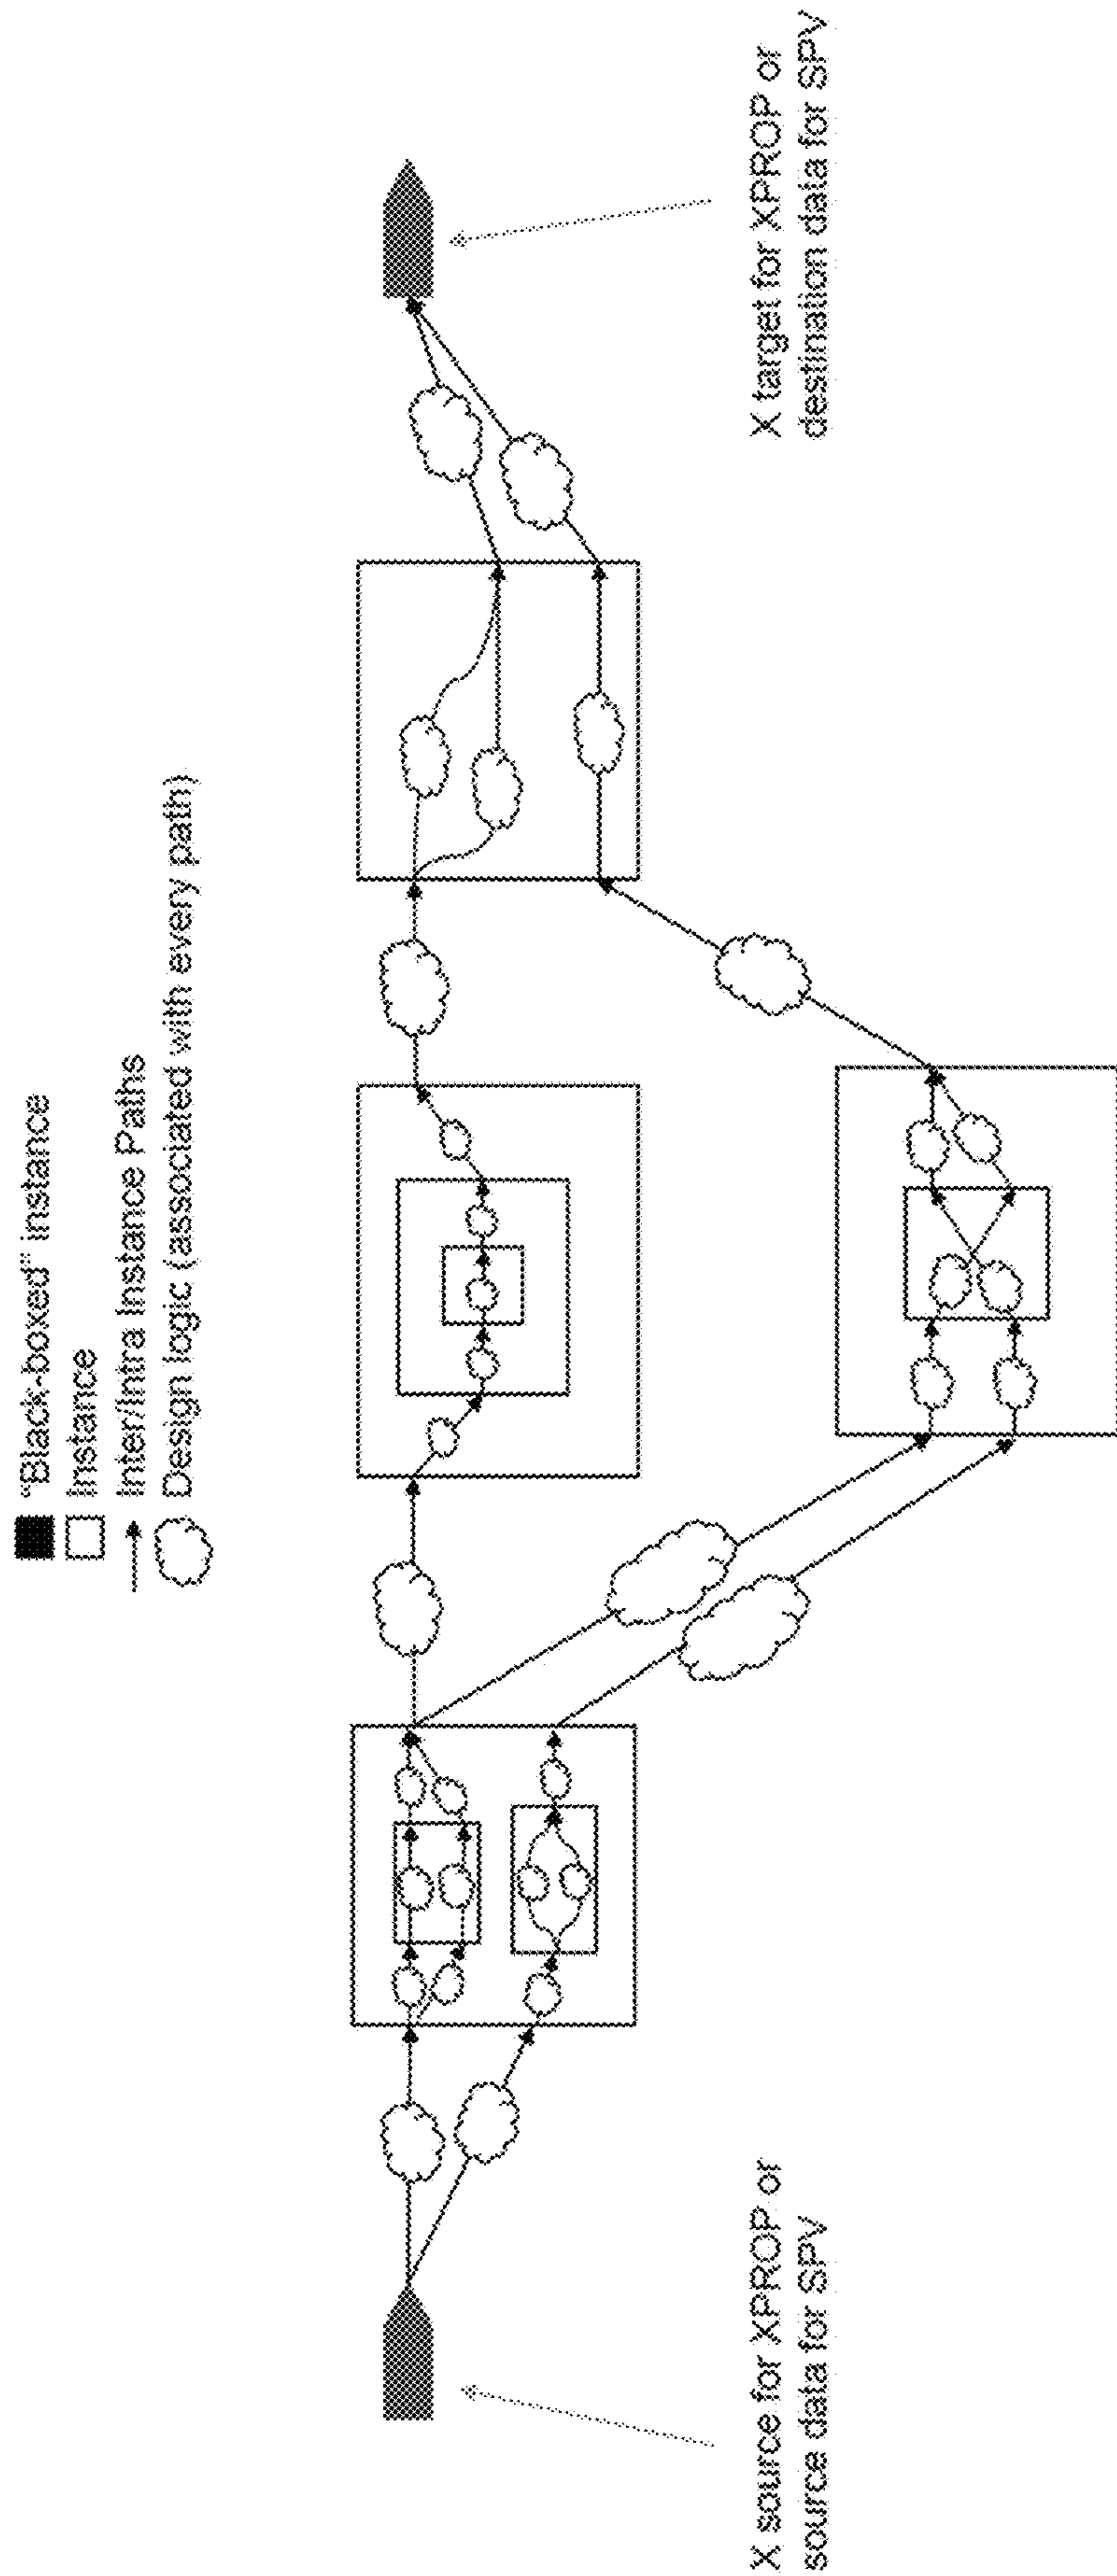 "Black-boxed" instance
Instance
Inter/Intra Instance Paths
Design logic (associated with every path)
X source for XPROP or
source data for SPV
X target for XPROP or
destination data for SPV